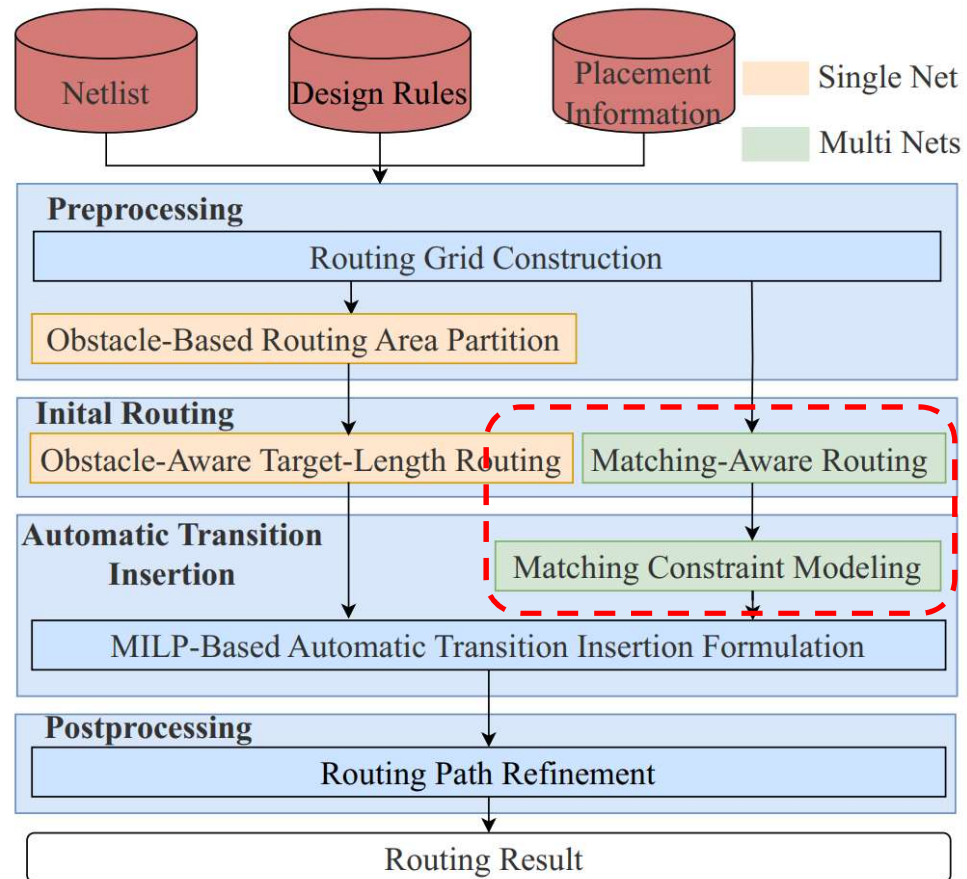 Netlist
Design Rules
Placement
Information
Single Net
Multi Nets
Preprocessing
Routing Grid Construction
Obstacle-Based Routing Area Partition
Inital Routing
Obstacle-Aware Target-Length Routing
Matching-Aware Routing
Automatic Transition
Insertion
Matching Constraint Modeling
MILP-Based Automatic Transition Insertion Formulation
Postprocessing
Routing Path Refinement
Routing Result